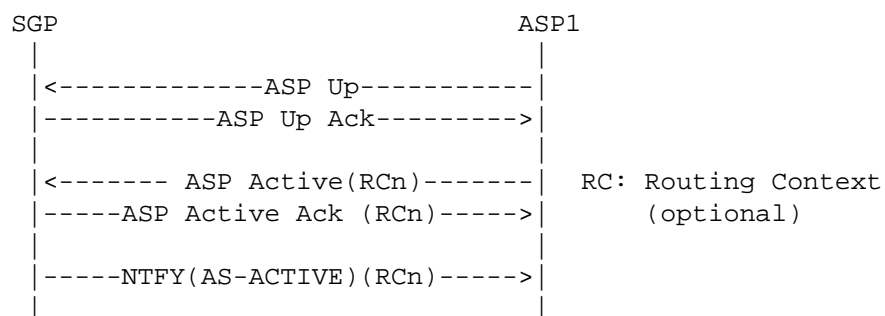 SGP                             ASP1
 |                                |
 |<-------------ASP Up-----------|
 |-----------ASP Up Ack--------->|
 |                                |
 |<------- ASP Active(RCn)-------|  RC: Routing Context
 |-----ASP Active Ack (RCn)----->|      (optional)
 |                                |
 |-----NTFY(AS-ACTIVE)(RCn)----->|
 |                                |